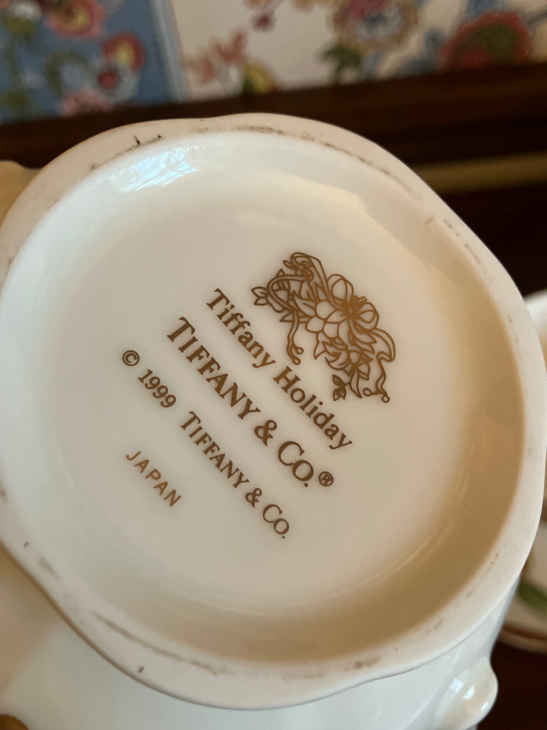 Tiffany Holiday
TIFFANY & CO.®
© 1999 TIFFANY & CO.
JAPAN